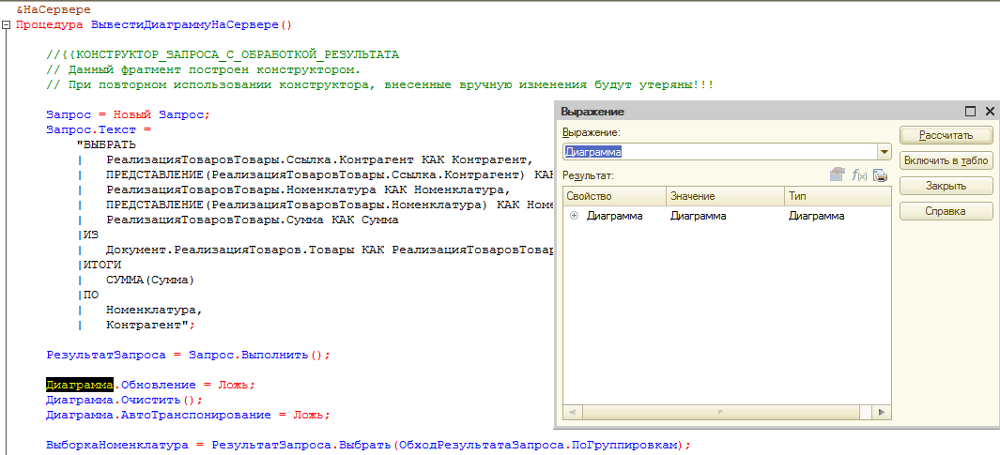 &НаСервере
Процедура ВывестиДиаграммуНаСервере()
//{{КОНСТРУКТОР_ЗАПРОСА_С_ОБРАБОТКОЙ_РЕЗУЛЬТАТА
// Данный фрагмент построен конструктором.
// При повторном использовании конструктора, внесенные вручную изменения будут утеряны!!!
Запрос = Новый Запрос;
Запрос.Текст =
"ВЫБРАТЬ
| РеализацияТоваровТовары.Ссылка.Контрагент КАК Контрагент,
| ПРЕДСТАВЛЕНИЕ(РеализацияТоваровТовары.Ссылка.Контрагент) КАК
| РеализацияТоваровТовары.Номенклатура КАК Номенклатура,
| ПРЕДСТАВЛЕНИЕ(РеализацияТоваровТовары.Номенклатура) КАК Номе
| РеализацияТоваровТовары.Сумма КАК Сумма
|ИЗ
| Документ.РеализацияТоваров.Товары КАК РеализацияТоваровТовар
|ИТОГИ
| СУММА(Сумма)
|ПО
| Номенклатура,
| Контрагент";
РезультатЗапроса = Запрос.Выполнить();
Диаграмма.Обновление = Ложь;
Диаграмма.Очистить();
Диаграмма.АвтоТранспонирование = Ложь;
ВыборкаНоменклатура = РезультатЗапроса.Выбрать(ОбходРезультатаЗапроса.ПоГруппировкам);
Выражение
Выражение:
Диаграмма
Рассчитать
Включить в табло
Результат:
Закрыть
Справка
Свойство Значение Тип
Диаграмма Диаграмма Диаграмма